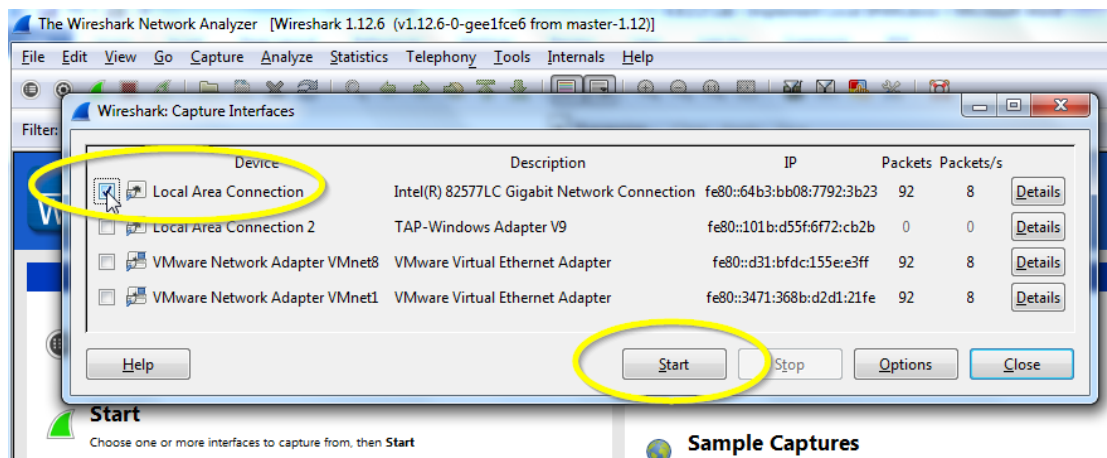 The Wireshark Network Analyzer [Wireshark 1.12.6 (v1.12.6-0-gee1fce6 from master-1.12)]
File Edit View Go Capture Analyze Statistics Telephony Tools Internals Help
Wireshark: Capture Interfaces
Filter:
Device Description IP Packets Packets/s
Local Area Connection Intel(R) 82577LC Gigabit Network Connection fe80::64b3:bb08:7792:3b23 92 8 Details
Local Area Connection 2 TAP-Windows Adapter V9 fe80::101b:d55f:6f72:cb2b 0 0 Details
VMware Network Adapter VMnet8 VMware Virtual Ethernet Adapter fe80::d31:bfdc:155e:e3ff 92 8 Details
VMware Network Adapter VMnet1 VMware Virtual Ethernet Adapter fe80::3471:368b:d2d1:21fe 92 8 Details
Help Start Stop Options Close
Start
Choose one or more interfaces to capture from, then Start
Sample Captures